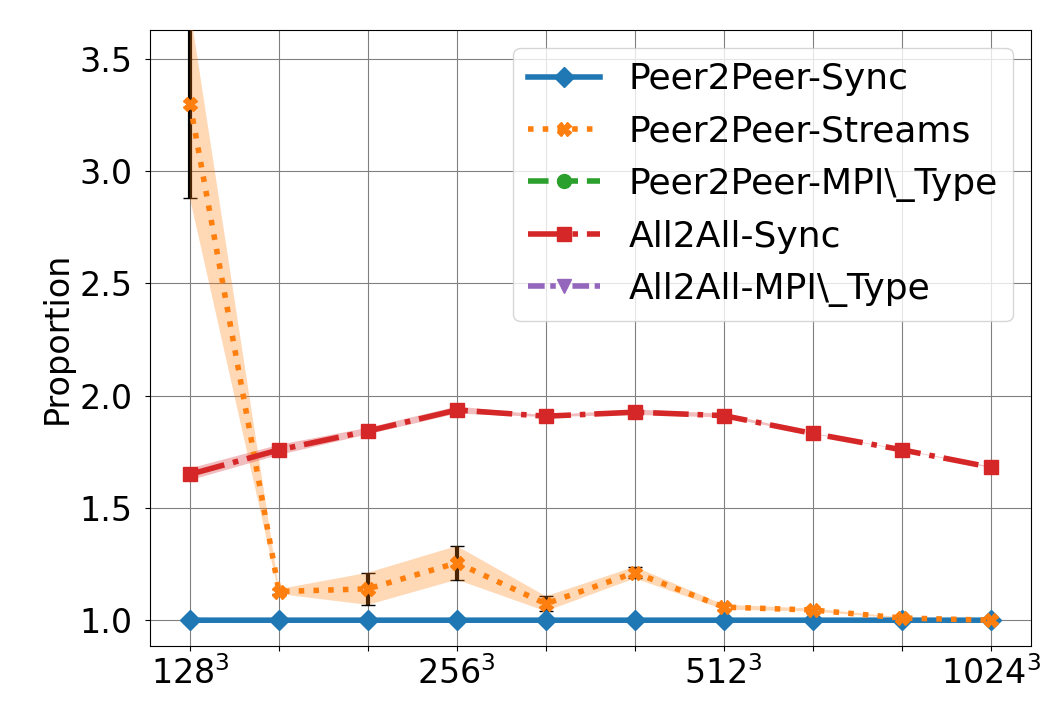 3.5
3.0
2.5
2.0
1.5
1.0
Proportion
Peer2Peer-Sync
Peer2Peer-Streams
Peer2Peer-MPI\_Type
All2All-Sync
All2All-MPI\_Type
128³ 256³ 512³ 1024³